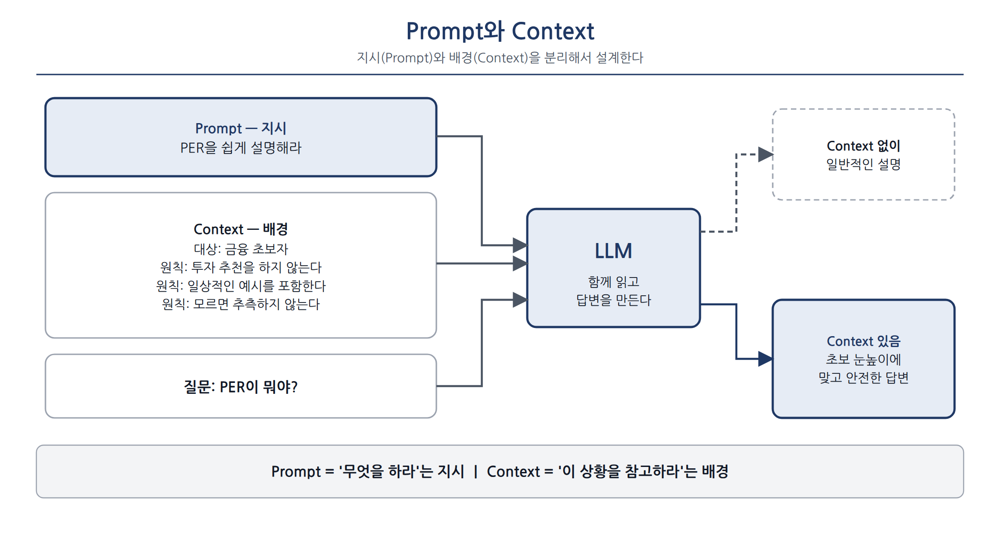 Prompt와 Context
지시(Prompt)와 배경(Context)을 분리해서 설계한다
Prompt — 지시
PER을 쉽게 설명해라
Context — 배경
대상: 금융 초보자
원칙: 투자 추천을 하지 않는다
원칙: 일상적인 예시를 포함한다
원칙: 모르면 추측하지 않는다
질문: PER이 뭐야?
LLM
함께 읽고
답변을 만든다
Context 없이
일반적인 설명
Context 있음
초보 눈높이에
맞고 안전한 답변
Prompt = '무엇을 하라'는 지시 | Context = '이 상황을 참고하라'는 배경